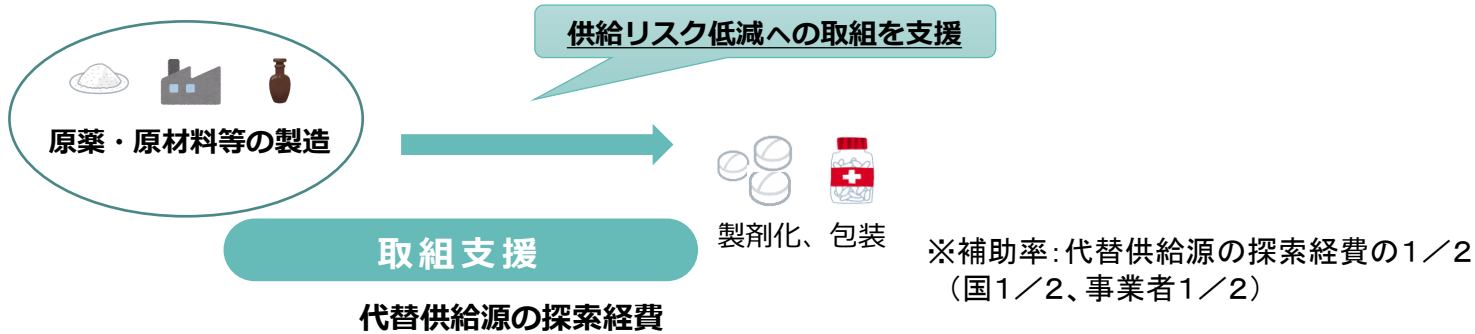 供給リスク低減への取組を支援
原薬・原材料等の製造
製剤化、包装
取組支援
※補助率：代替供給源の探索経費の１／２
（国１／２、事業者１／２）
代替供給源の探索経費